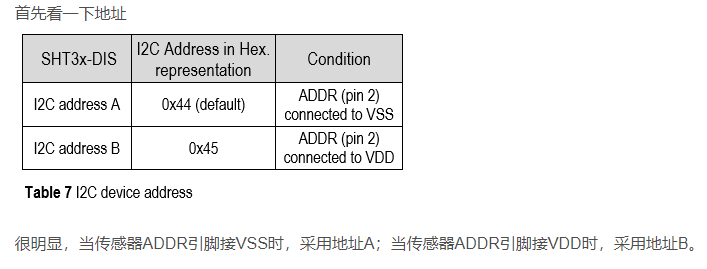 首先看一下地址
SHT3x-DIS
I2C Address in Hex.
representation
Condition
I2C address A
0x44 (default)
ADDR (pin 2)
connected to VSS
I2C address B
0x45
ADDR (pin 2)
connected to VDD
Table 7 I2C device address
很明显，当传感器ADDR引脚接VSS时，采用地址A；当传感器ADDR引脚接VDD时，采用地址B。